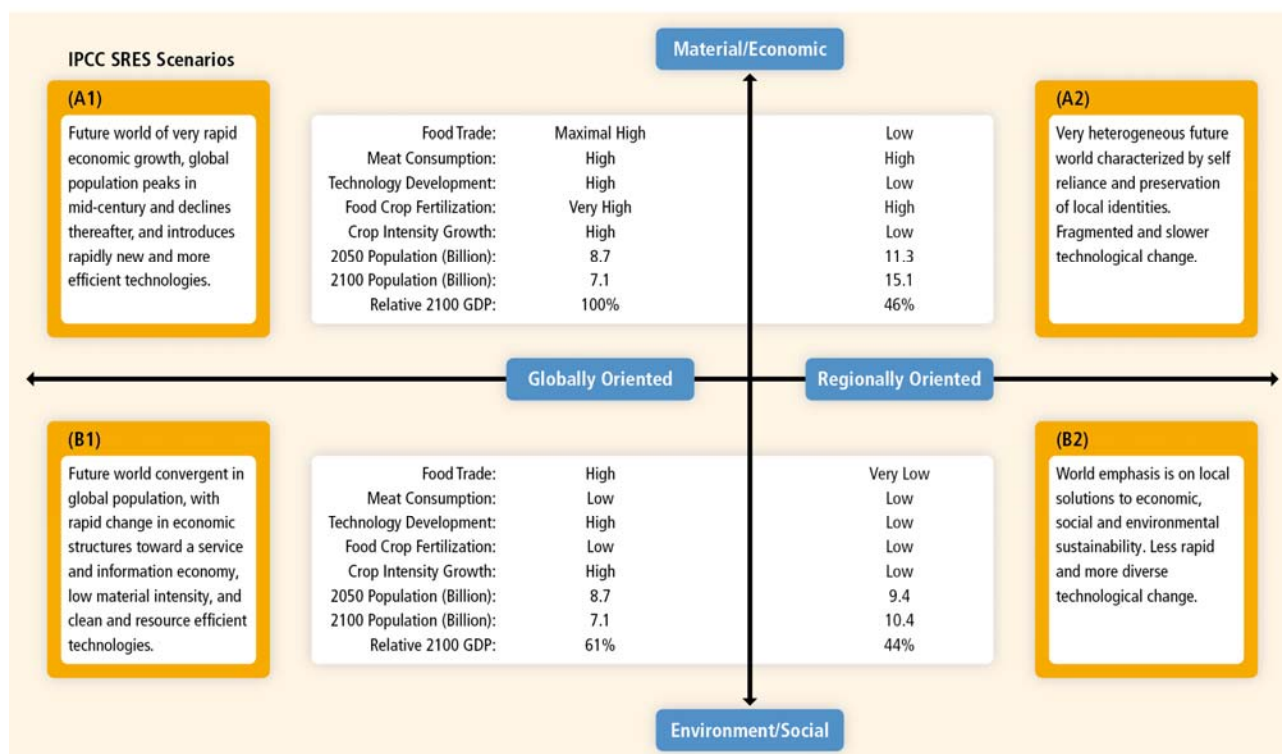 Material/Economic
IPCC SRES Scenarios
(A1)
Future world of very rapid
economic growth, global
population peaks in
mid-century and declines
thereafter, and introduces
rapidly new and more
efficient technologies.
Food Trade: Maximal High Low
Meat Consumption: High High
Technology Development: High Low
Food Crop Fertilization: Very High High
Crop Intensity Growth: High Low
2050 Population (Billion): 8.7 11.3
2100 Population (Billion): 7.1 15.1
Relative 2100 GDP: 100% 46%
(A2)
Very heterogeneous future
world characterized by self
reliance and preservation
of local identities.
Fragmented and slower
technological change.
Globally Oriented Regionally Oriented
(B1)
Future world convergent in
global population, with
rapid change in economic
structures toward a service
and information economy,
low material intensity, and
clean and resource efficient
technologies.
Food Trade: High Very Low
Meat Consumption: Low Low
Technology Development: High Low
Food Crop Fertilization: Low Low
Crop Intensity Growth: High Low
2050 Population (Billion): 8.7 9.4
2100 Population (Billion): 7.1 10.4
Relative 2100 GDP: 61% 44%
(B2)
World emphasis is on local
solutions to economic,
social and environmental
sustainability. Less rapid
and more diverse
technological change.
Environment/Social